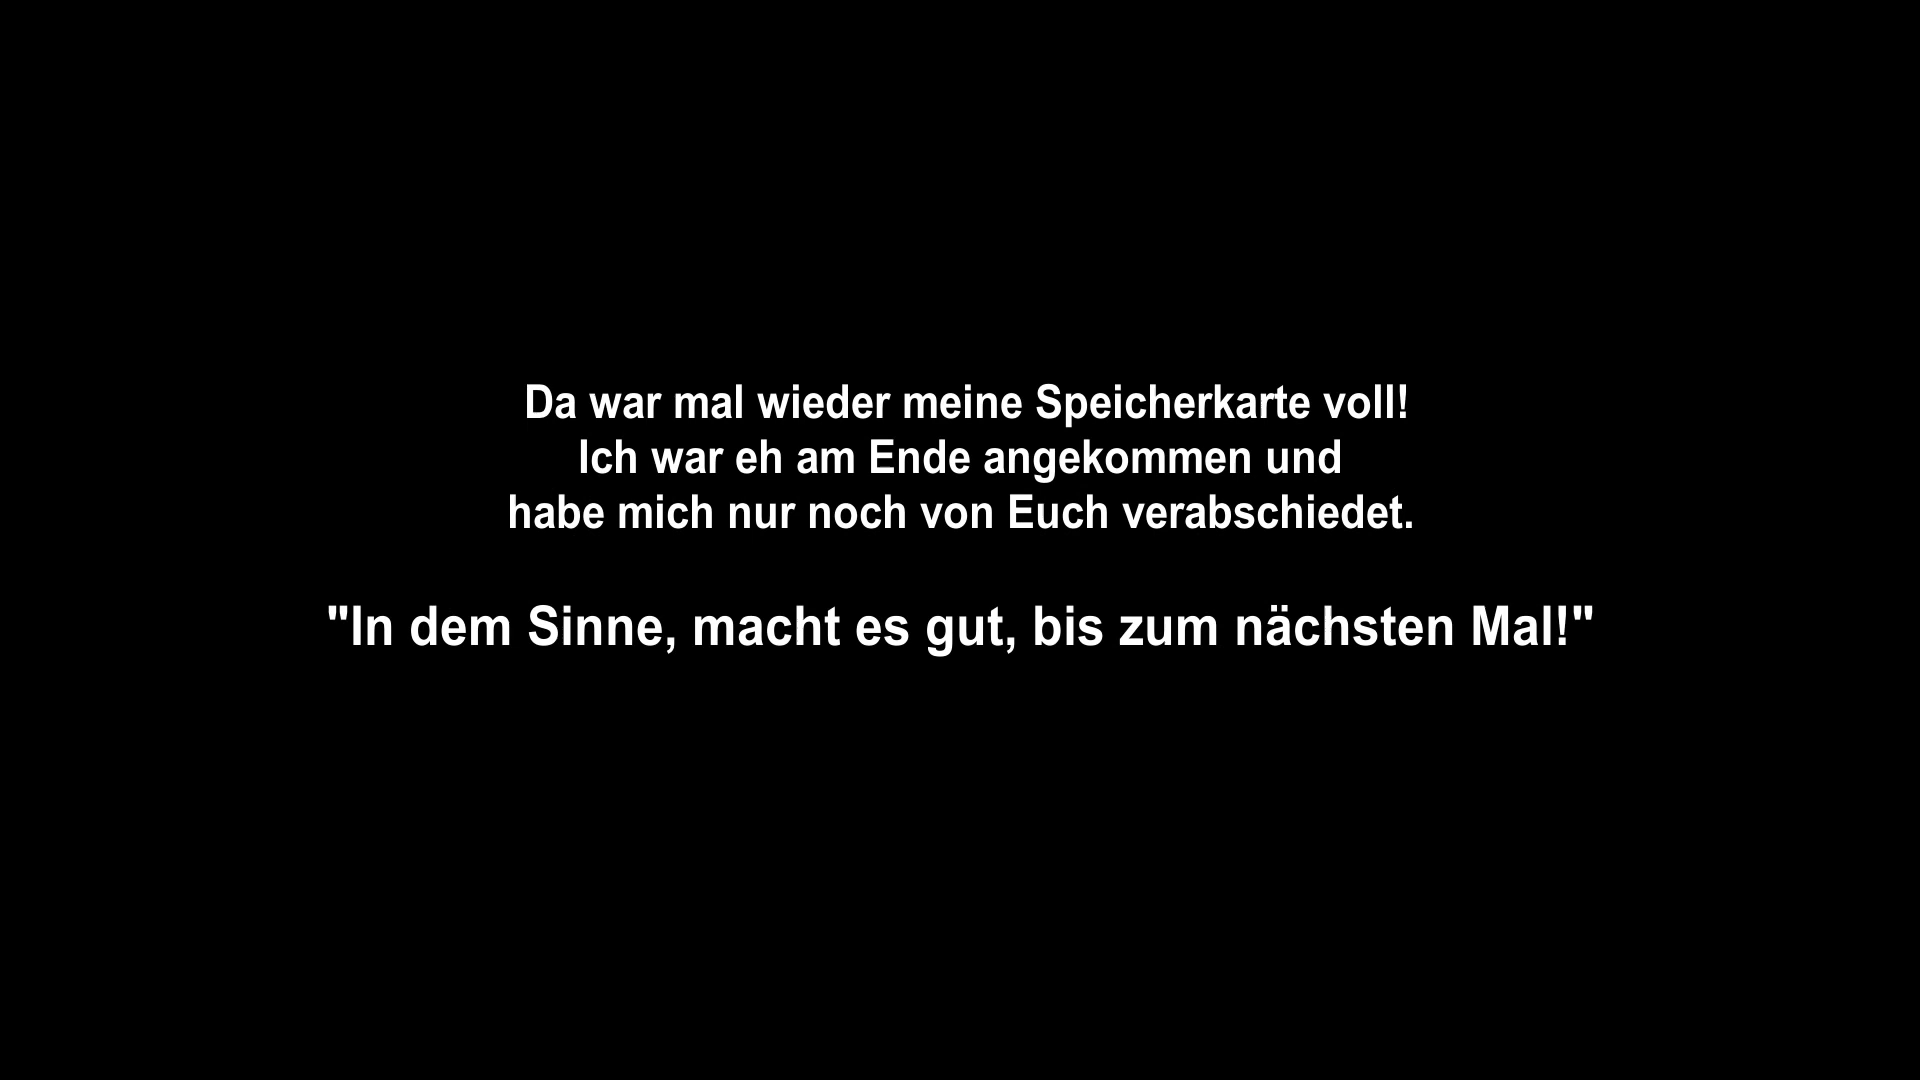 Da war mal wieder meine Speicherkarte voll!
Ich war eh am Ende angekommen und
habe mich nur noch von Euch verabschiedet.
"In dem Sinne, macht es gut, bis zum nächsten Mal!"